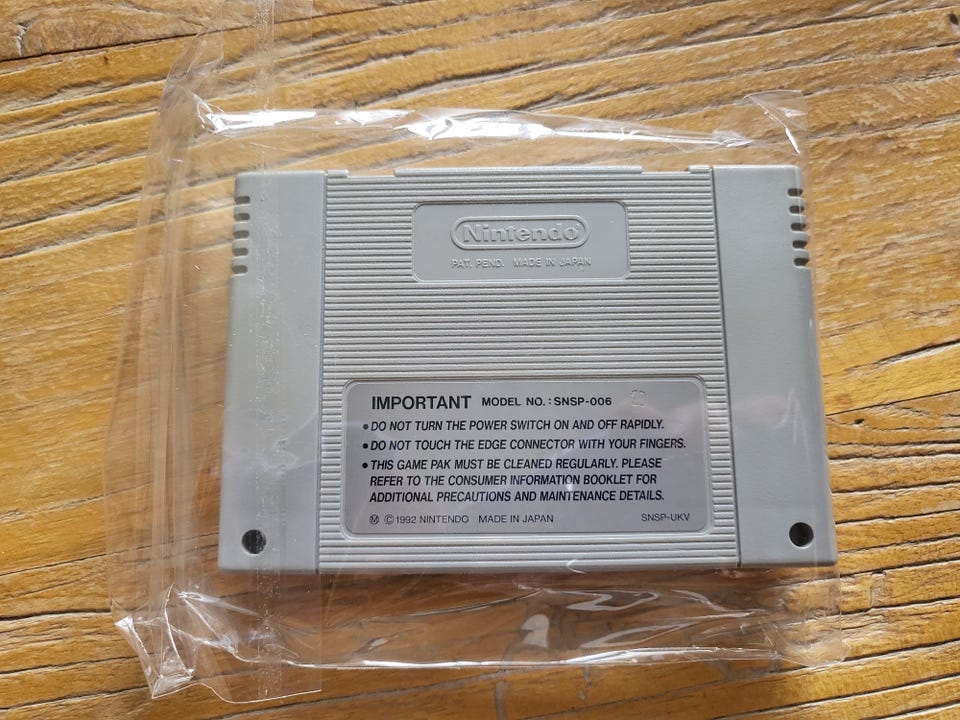 Nintendo®
PAT. PEND. MADE IN JAPAN
IMPORTANT MODEL NO.: SNSP-006
• DO NOT TURN THE POWER SWITCH ON AND OFF RAPIDLY.
• DO NOT TOUCH THE EDGE CONNECTOR WITH YOUR FINGERS.
• THIS GAME PAK MUST BE CLEANED REGULARLY. PLEASE
REFER TO THE CONSUMER INFORMATION BOOKLET FOR
ADDITIONAL PRECAUTIONS AND MAINTENANCE DETAILS.
Ⓜ ©1992 NINTENDO MADE IN JAPAN SNSP-UKV